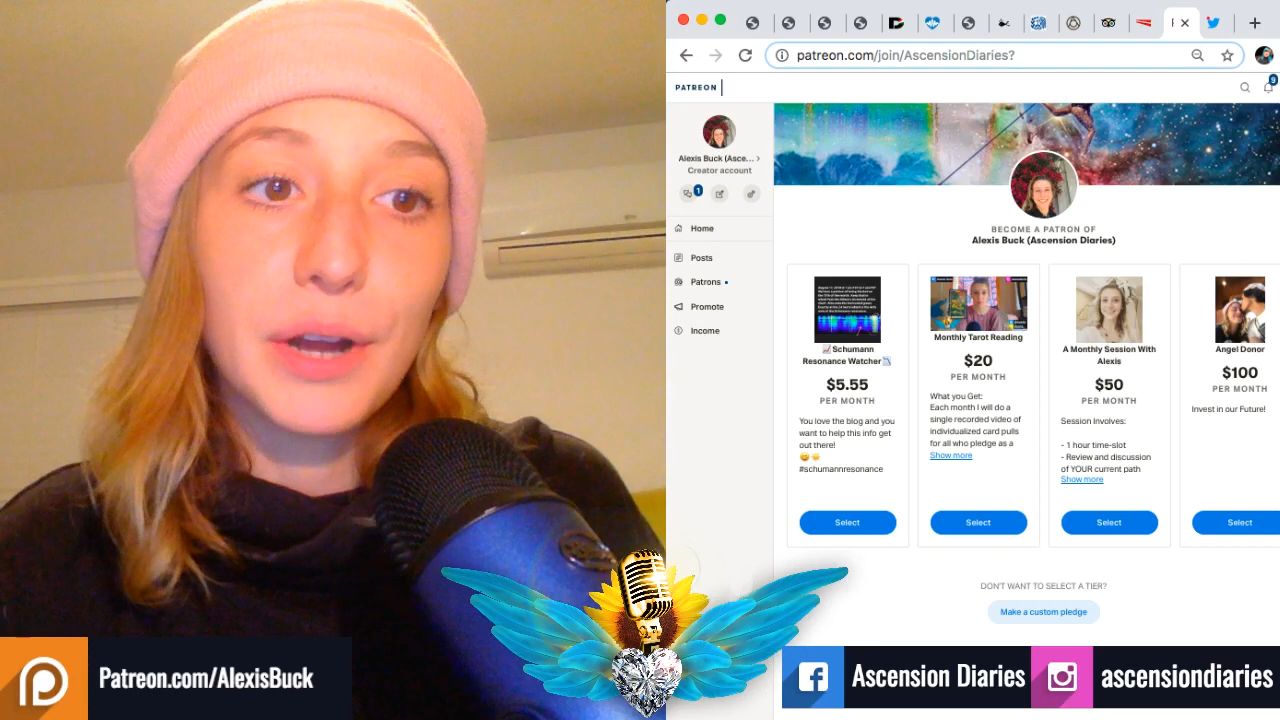 patreon.com/join/AscensionDiaries?
PATREON
9
Alexis Buck (Asce...
Creator account
1
Home
Posts
Patrons
Promote
Income
BECOME A PATRON OF
Alexis Buck (Ascension Diaries)
📈Schumann
Resonance Watcher📉
$5.55
PER MONTH
You love the blog and you
want to help this info get
out there!
#schumannresonance
Select
Monthly Tarot Reading
$20
PER MONTH
What you Get:
Each month I will do a
single recorded video of
individualized card pulls
for all who pledge as a
Show more
Select
A Monthly Session With
Alexis
$50
PER MONTH
Session Involves:
- 1 hour time-slot
- Review and discussion
of YOUR current path
Show more
Select
Angel Donor
$100
PER MONTH
Invest in our Future!
Select
DON'T WANT TO SELECT A TIER?
Make a custom pledge
Patreon.com/AlexisBuck
Ascension Diaries
ascensiondiaries